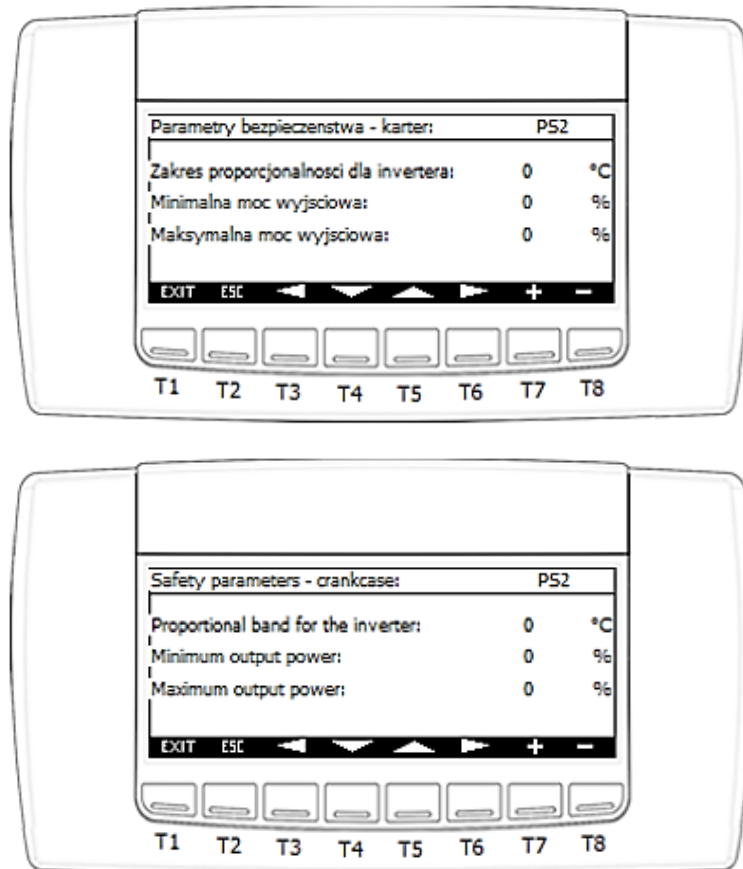 Parametry bezpieczenstwa - karter: PS2
Zakres proporcjonalnosci dla invertera: 0 °C
Minimalna moc wyjsciowa: 0 %
Maksymalna moc wyjsciowa: 0 %
EXIT ESC + -
T1 T2 T3 T4 T5 T6 T7 T8
Safety parameters - crankcase: PS2
Proportional band for the inverter: 0 °C
Minimum output power: 0 %
Maximum output power: 0 %
EXIT ESC + -
T1 T2 T3 T4 T5 T6 T7 T8